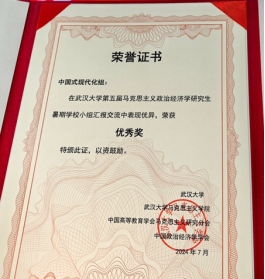 荣誉证书
中国式现代化组：
在武汉大学第五届马克思主义政治经济学研究生
暑期学校小组汇报交流中表现优异，荣获
优秀奖
特颁此证，以资鼓励。
武汉大学
武汉大学马克思主义学院
中国高等教育学会马克思主义研究分会
中国政治经济学学会
2024年7月